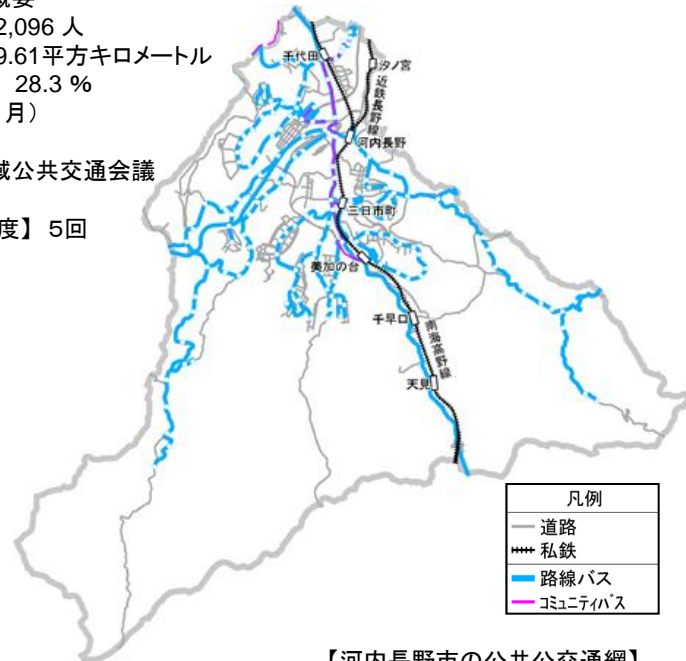 概要
2,096 人
9.61平方キロメートル
28.3 %
月）
域公共交通会議
度】 5回
千代田
汐ノ宮
近鉄長野線
河内長野
三日市町
美加の台
千早口
南海高野線
天見
凡例
道路
私鉄
路線バス
コミュニティバス
【河内長野市の公共公交通網】